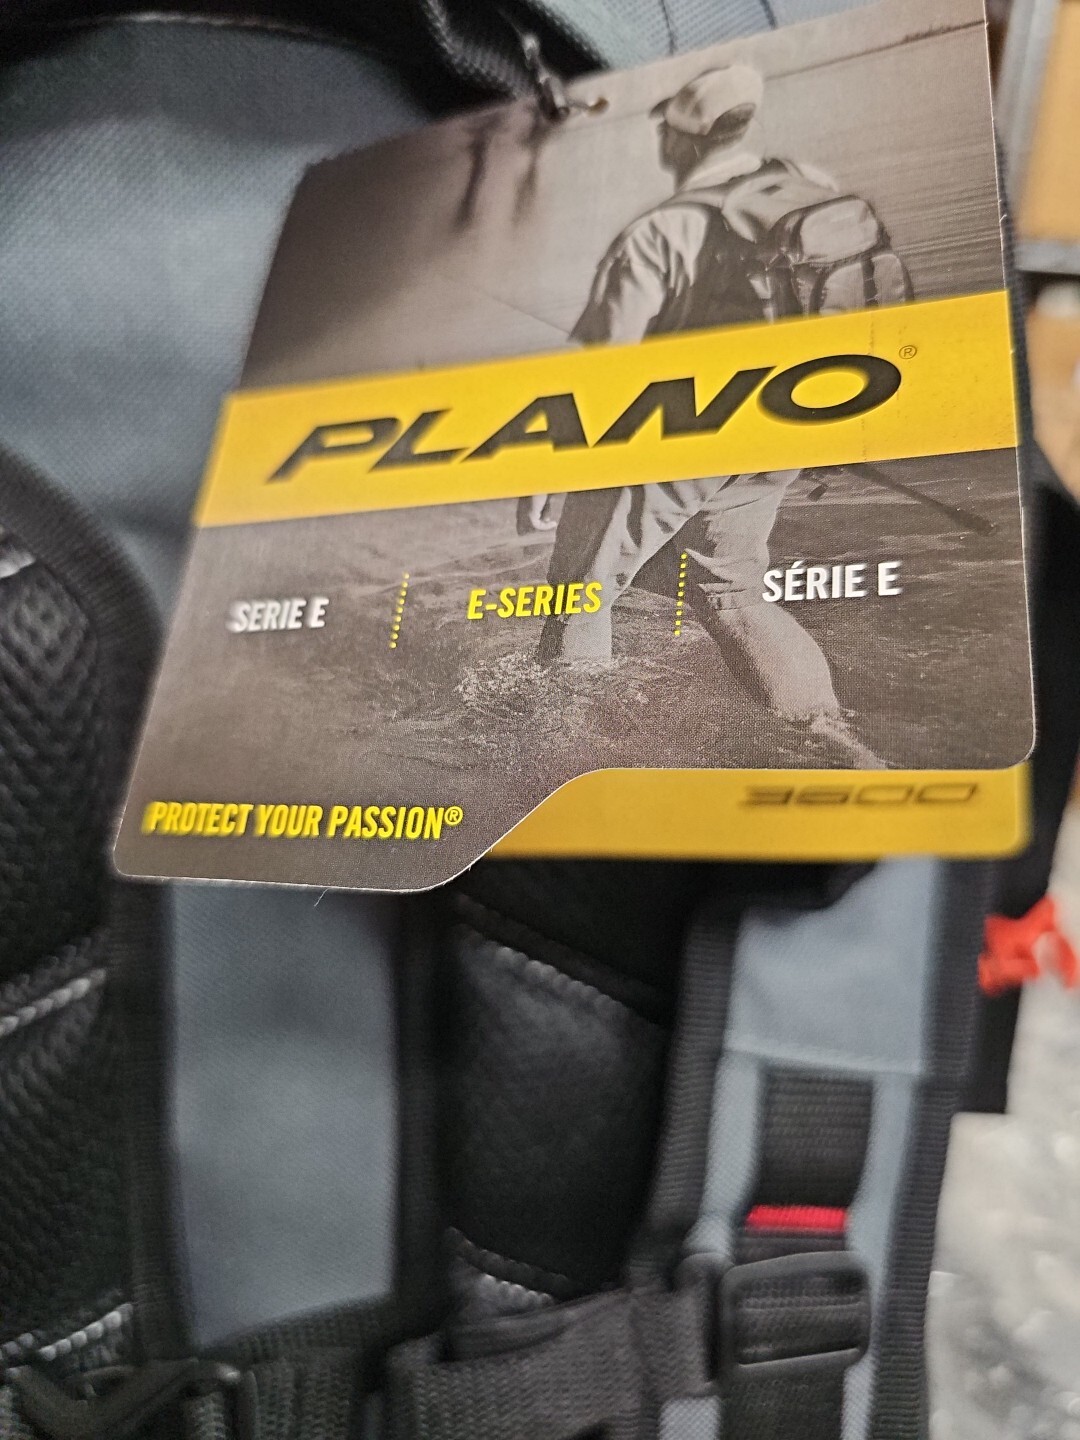 PLANO®
SERIE E E-SERIES SÉRIE E
PROTECT YOUR PASSION®
3600